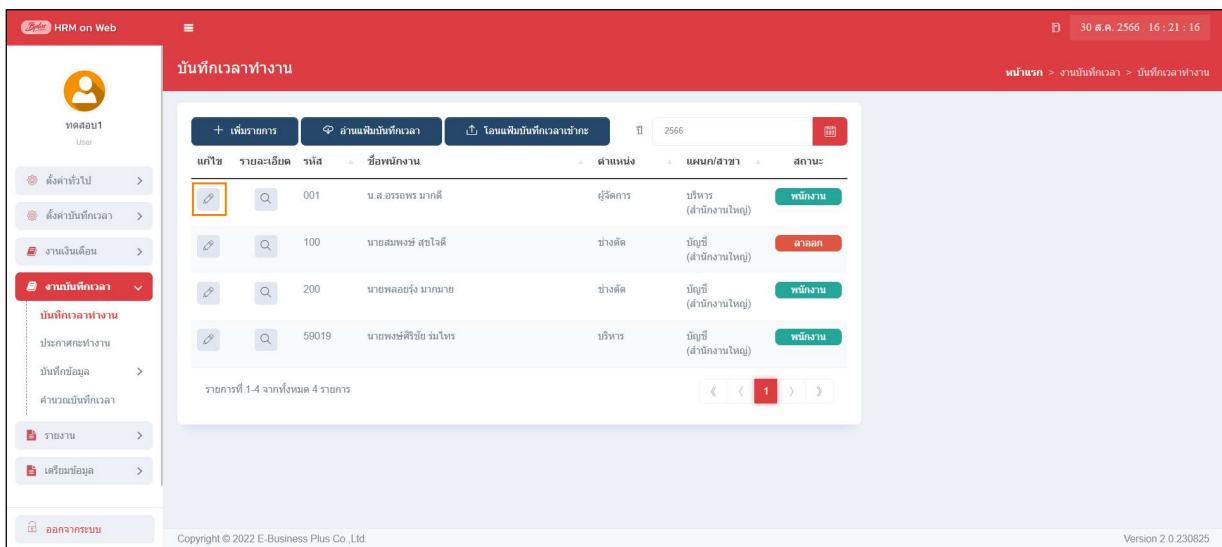 Bplus HRM on Web
30 ส.ค. 2566 16 : 21 : 16
บันทึกเวลาทำงาน
หน้าแรก > งานบันทึกเวลา > บันทึกเวลาทำงาน
ทดสอบ1
User
ตั้งค่าทั่วไป
ตั้งค่าบันทึกเวลา
งานเงินเดือน
งานบันทึกเวลา
บันทึกเวลาทำงาน
ประกาศกะทำงาน
บันทึกข้อมูล
คำนวณบันทึกเวลา
รายงาน
เตรียมข้อมูล
ออกจากระบบ
+ เพิ่มรายการ อ่านแฟ้มบันทึกเวลา โอนแฟ้มบันทึกเวลาเข้ากะ ปี 2566
แก้ไข รายละเอียด รหัส ชื่อพนักงาน ตำแหน่ง แผนก/สาขา สถานะ
001 น.ส.อรรถพร มากดี ผู้จัดการ บริหาร (สำนักงานใหญ่) พนักงาน
100 นายสมพงษ์ สุขใจดี ช่างตัด บัญชี (สำนักงานใหญ่) ลาออก
200 นายพลอยรุ้ง มากมาย ช่างตัด บัญชี (สำนักงานใหญ่) พนักงาน
59019 นายพงษ์ศิริชัย ร่มไทร บริหาร บัญชี (สำนักงานใหญ่) พนักงาน
รายการที่ 1-4 จากทั้งหมด 4 รายการ
1
Copyright © 2022 E-Business Plus Co.,Ltd.
Version 2.0.230825